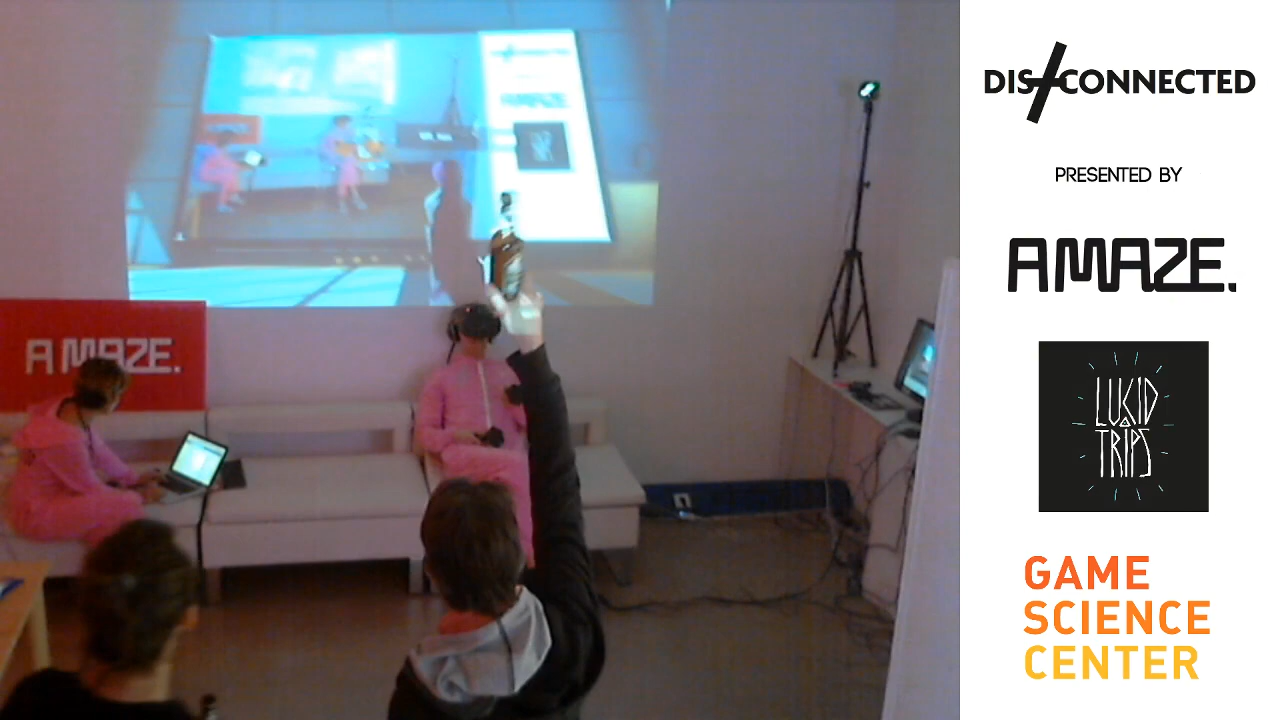 DIS/CONNECTED
PRESENTED BY
A MAZE.
LUCID
TRIPS
GAME
SCIENCE
CENTER
A MAZE.